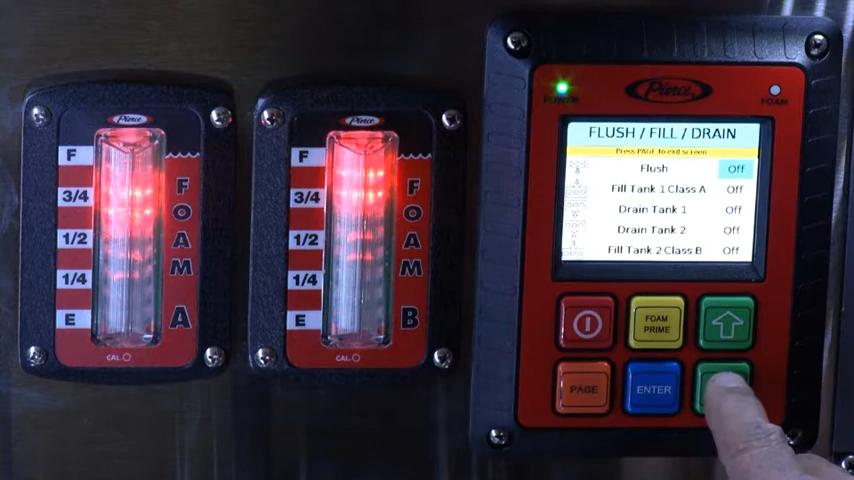 Pierce
F
3/4
1/2
1/4
E
FOAM A
CAL
Pierce
F
3/4
1/2
1/4
E
FOAM B
CAL
POWER
Pierce
FOAM
FLUSH / FILL / DRAIN
Press PAGE to exit screen
Flush Off
Fill Tank 1 Class A Off
Drain Tank 1 Off
Drain Tank 2 Off
Fill Tank 2 Class B Off
FOAM
PRIME
PAGE
ENTER